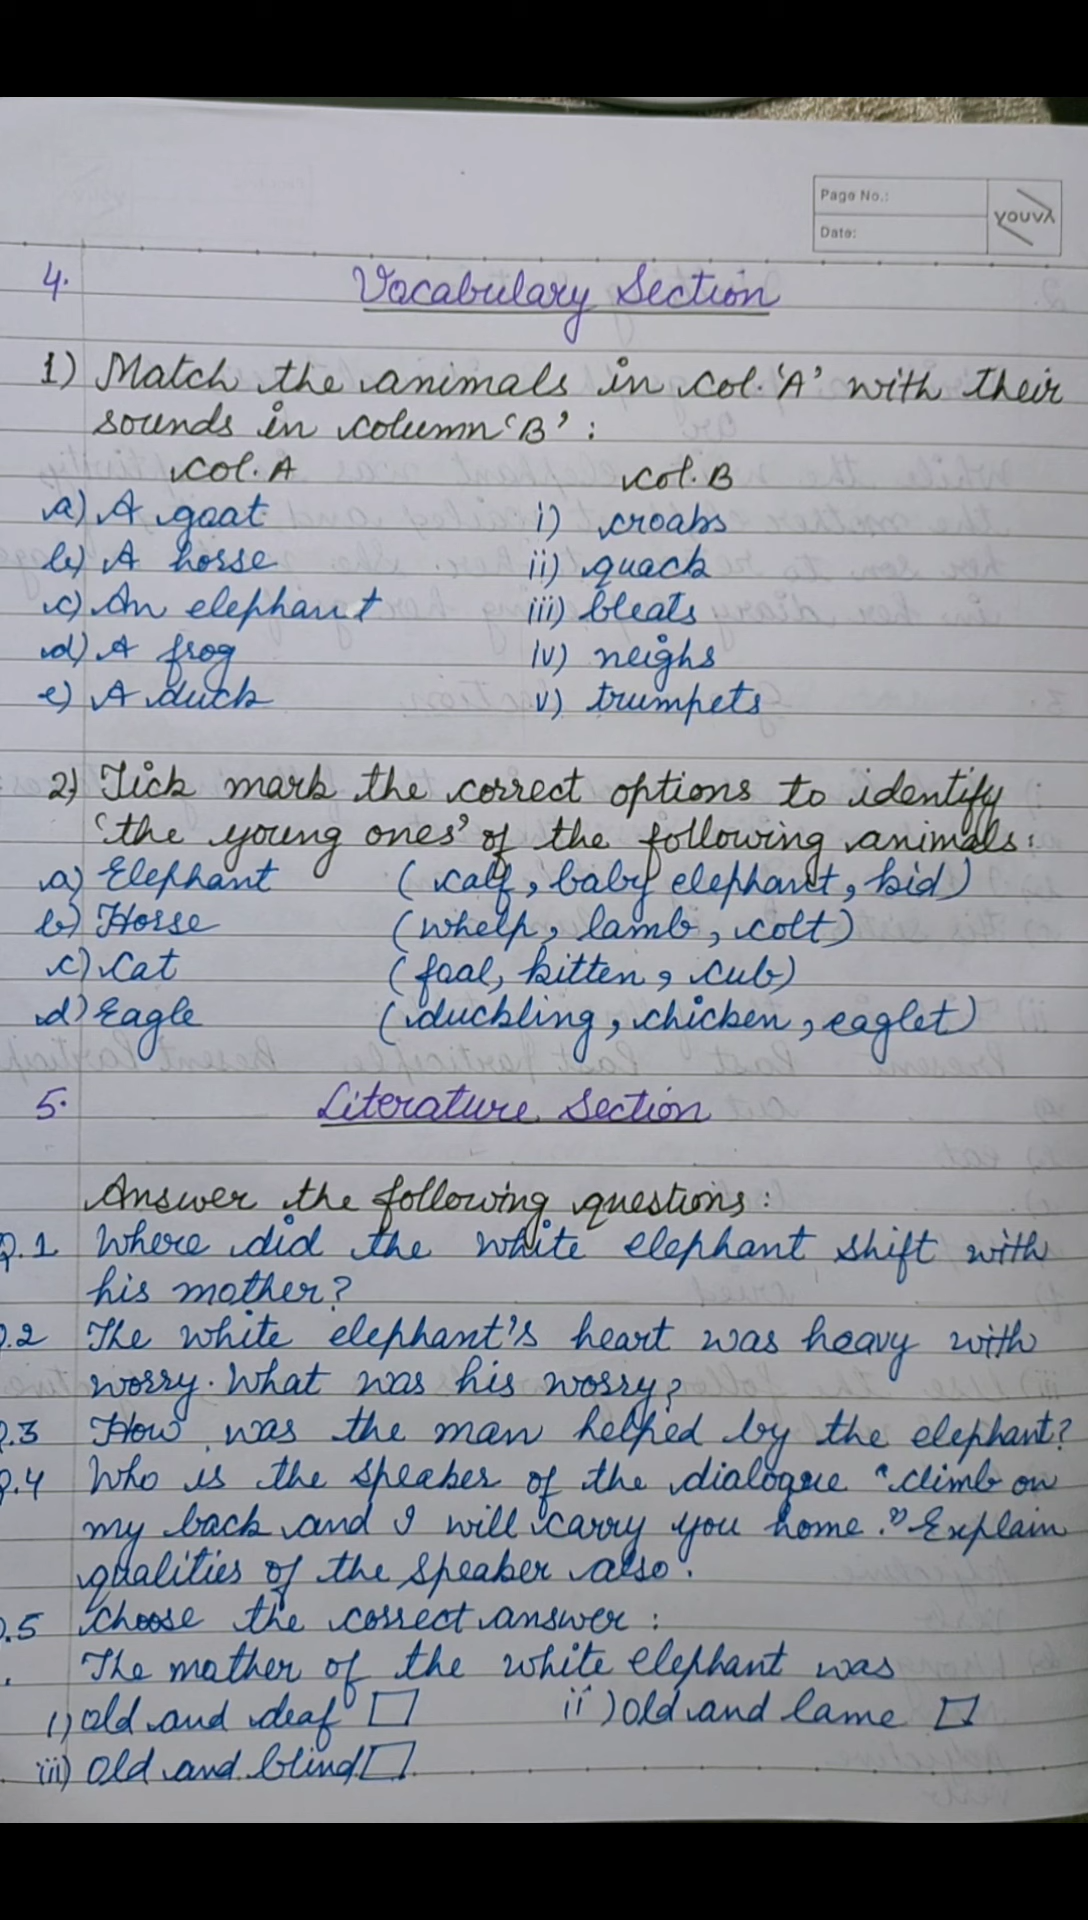 Page No.:
Date:
YOUVA
4. Vocabulary Section
1) Match the animals in col. 'A' with their
sounds in column 'B' :
col. A col. B
a) A goat i) croaks
b) A horse ii) quack
c) An elephant iii) bleats
d) A frog iv) neighs
e) A duck v) trumpets
2) Tick mark the correct options to identify
'the young ones' of the following animals:
a) Elephant (calf, baby elephant, kid)
b) Horse (whelp, lamb, colt)
c) Cat (foal, kitten, cub)
d) Eagle (duckling, chicken, eaglet)
5. Literature Section
Answer the following questions:
Q.1 Where did the white elephant shift with
his mother?
Q.2 The white elephant's heart was heavy with
worry. What was his worry?
Q.3 How was the man helped by the elephant?
Q.4 Who is the speaker of the dialogue "climb on
my back and I will carry you home." Explain
qualities of the speaker also.
Q.5 Choose the correct answer:
The mother of the white elephant was
i) old and deaf ii) old and lame
iii) old and blind